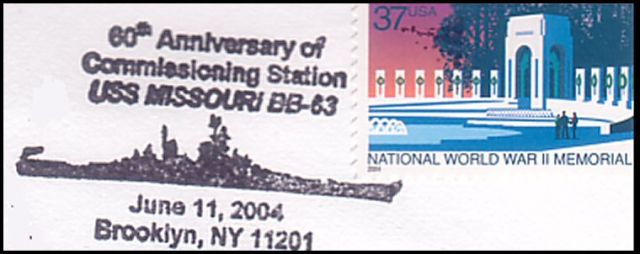 60th Anniversary of
Commissioning Station
USS MISSOURI BB-63
June 11, 2004
Brooklyn, NY 11201
37 USA
NATIONAL WORLD WAR II MEMORIAL
2004